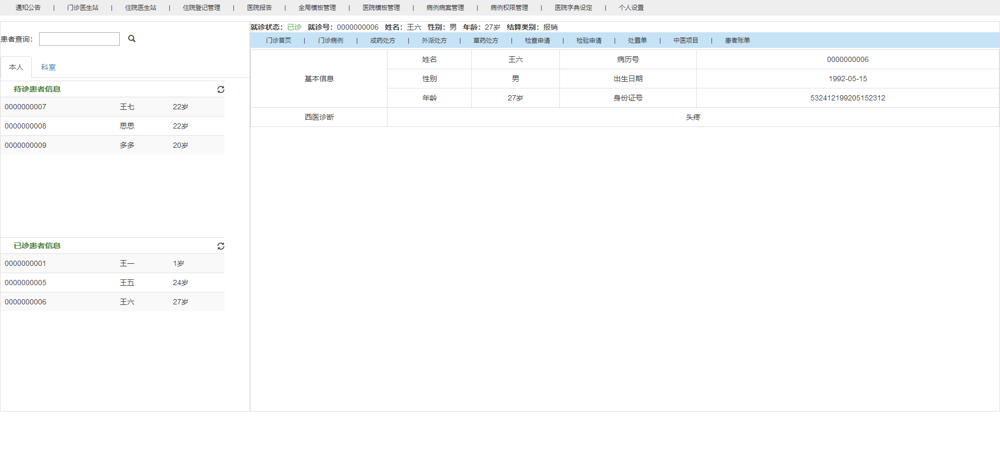 通知公告 | 门诊医生站 | 住院医生站 | 住院登记管理 | 医院报告 | 全局模板管理 | 医院模板管理 | 病例病案管理 | 病例权限管理 | 医院字典设定 | 个人设置
患者查询：
本人 科室
待诊患者信息
0000000007 王七 22岁
0000000008 思思 22岁
0000000009 多多 20岁
已诊患者信息
0000000001 王一 1岁
0000000005 王五 24岁
0000000006 王六 27岁
就诊状态：已诊 就诊号：0000000006 姓名：王六 性别：男 年龄：27岁 结算类别：报销
门诊首页 | 门诊病例 | 成药处方 | 外派处方 | 草药处方 | 检查申请 | 检验申请 | 处置单 | 中医项目 | 患者账单
基本信息
姓名 王六 病历号 0000000006
性别 男 出生日期 1992-05-15
年龄 27岁 身份证号 532412199205152312
西医诊断 头疼